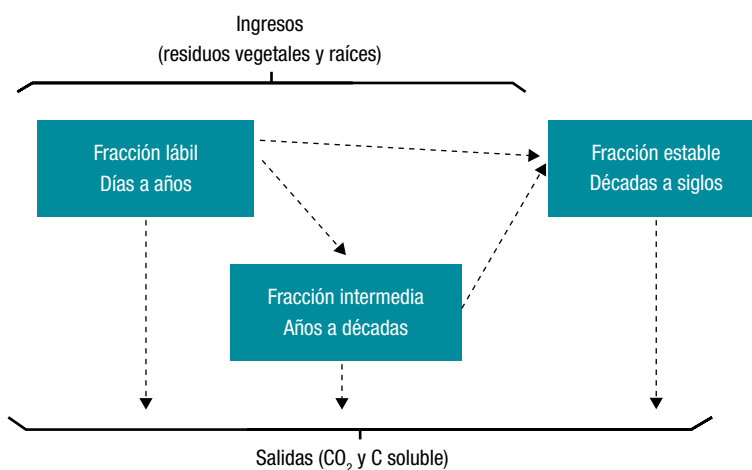 Ingresos
(residuos vegetales y raíces)
Fracción lábil
Días a años
Fracción estable
Décadas a siglos
Fracción intermedia
Años a décadas
Salidas (CO₂ y C soluble)